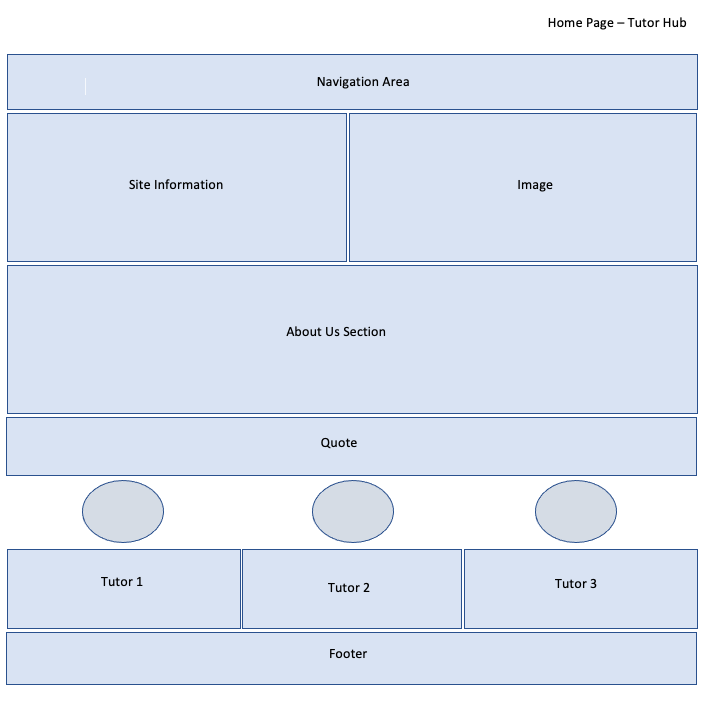 Home Page – Tutor Hub
Navigation Area
Site Information
Image
About Us Section
Quote
Tutor 1
Tutor 2
Tutor 3
Footer